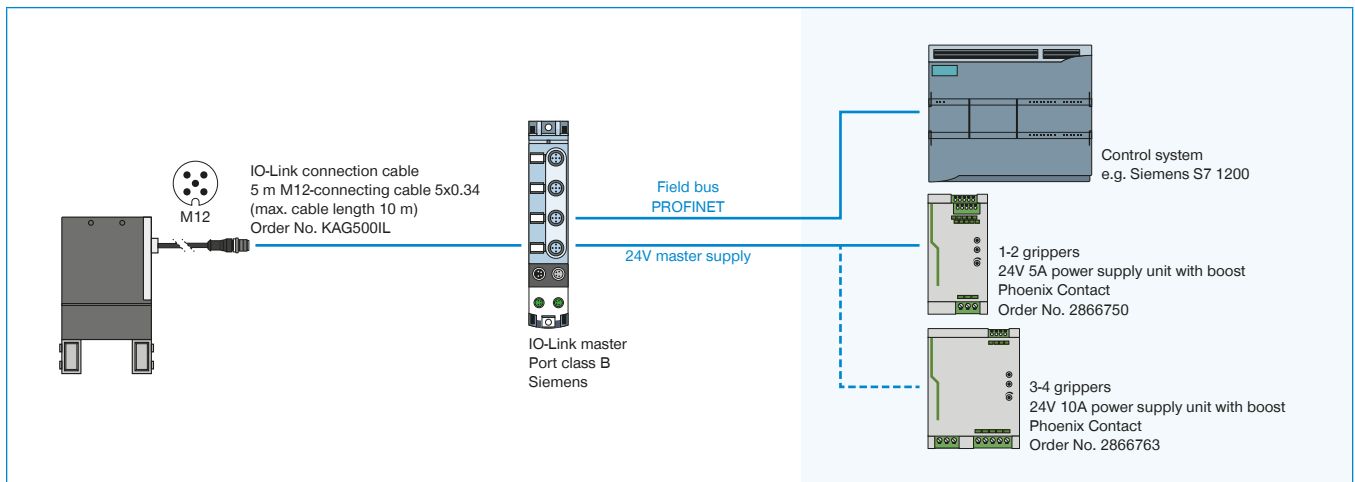 M12
IO-Link connection cable
5 m M12-connecting cable 5x0.34
(max. cable length 10 m)
Order No. KAG500IL
IO-Link master
Port class B
Siemens
Field bus
PROFINET
24V master supply
Control system
e.g. Siemens S7 1200
1-2 grippers
24V 5A power supply unit with boost
Phoenix Contact
Order No. 2866750
3-4 grippers
24V 10A power supply unit with boost
Phoenix Contact
Order No. 2866763